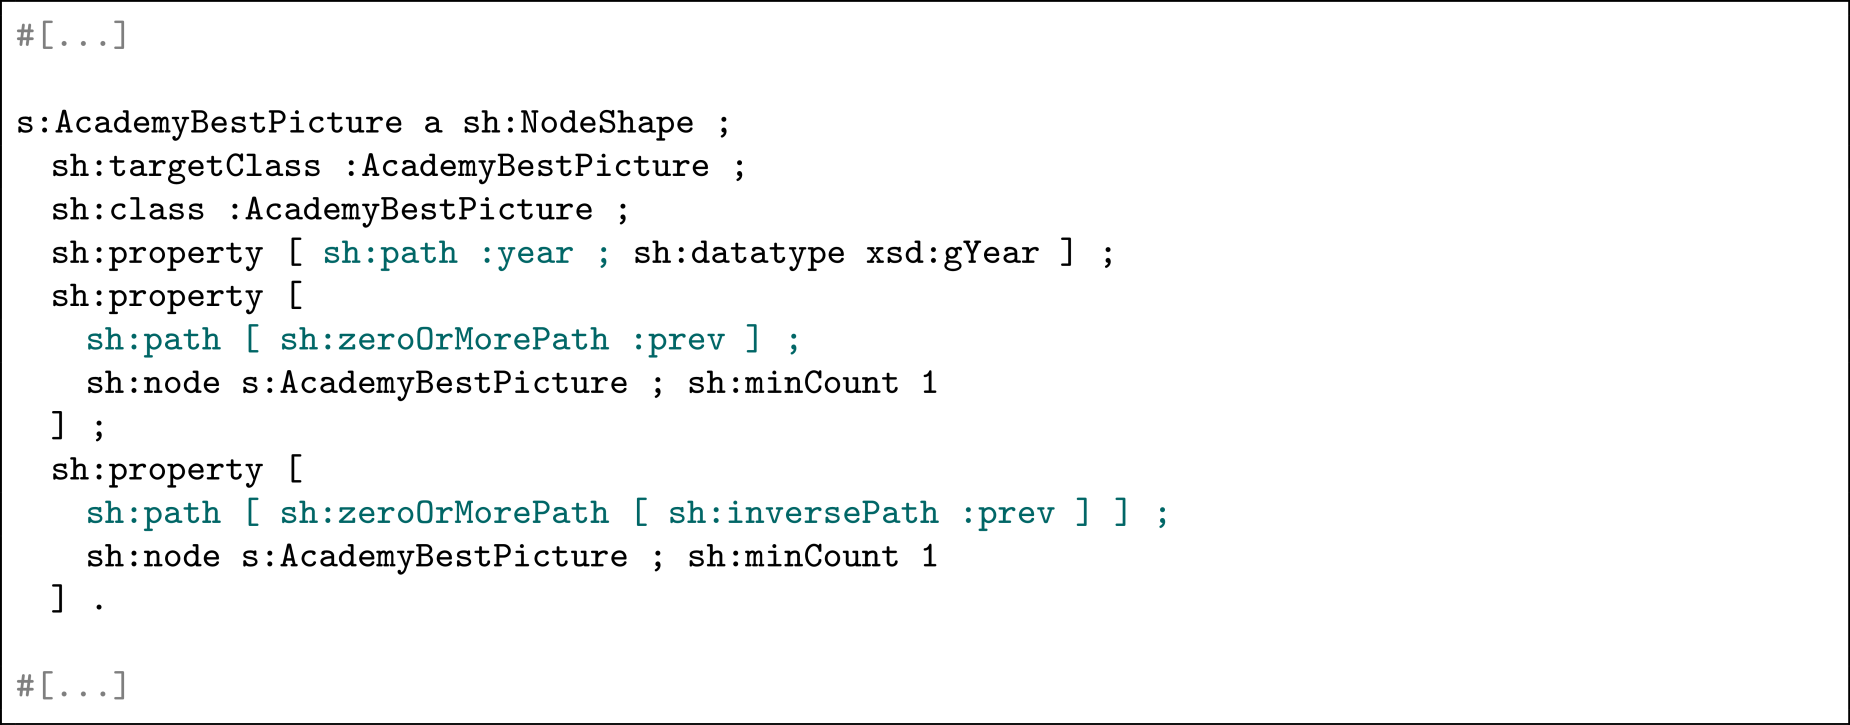 #[...]
s:AcademyBestPicture a sh:NodeShape ;
  sh:targetClass :AcademyBestPicture ;
  sh:class :AcademyBestPicture ;
  sh:property [ sh:path :year ; sh:datatype xsd:gYear ] ;
  sh:property [
    sh:path [ sh:zeroOrMorePath :prev ] ;
    sh:node s:AcademyBestPicture ; sh:minCount 1
  ] ;
  sh:property [
    sh:path [ sh:zeroOrMorePath [ sh:inversePath :prev ] ] ;
    sh:node s:AcademyBestPicture ; sh:minCount 1
  ] .
#[...]